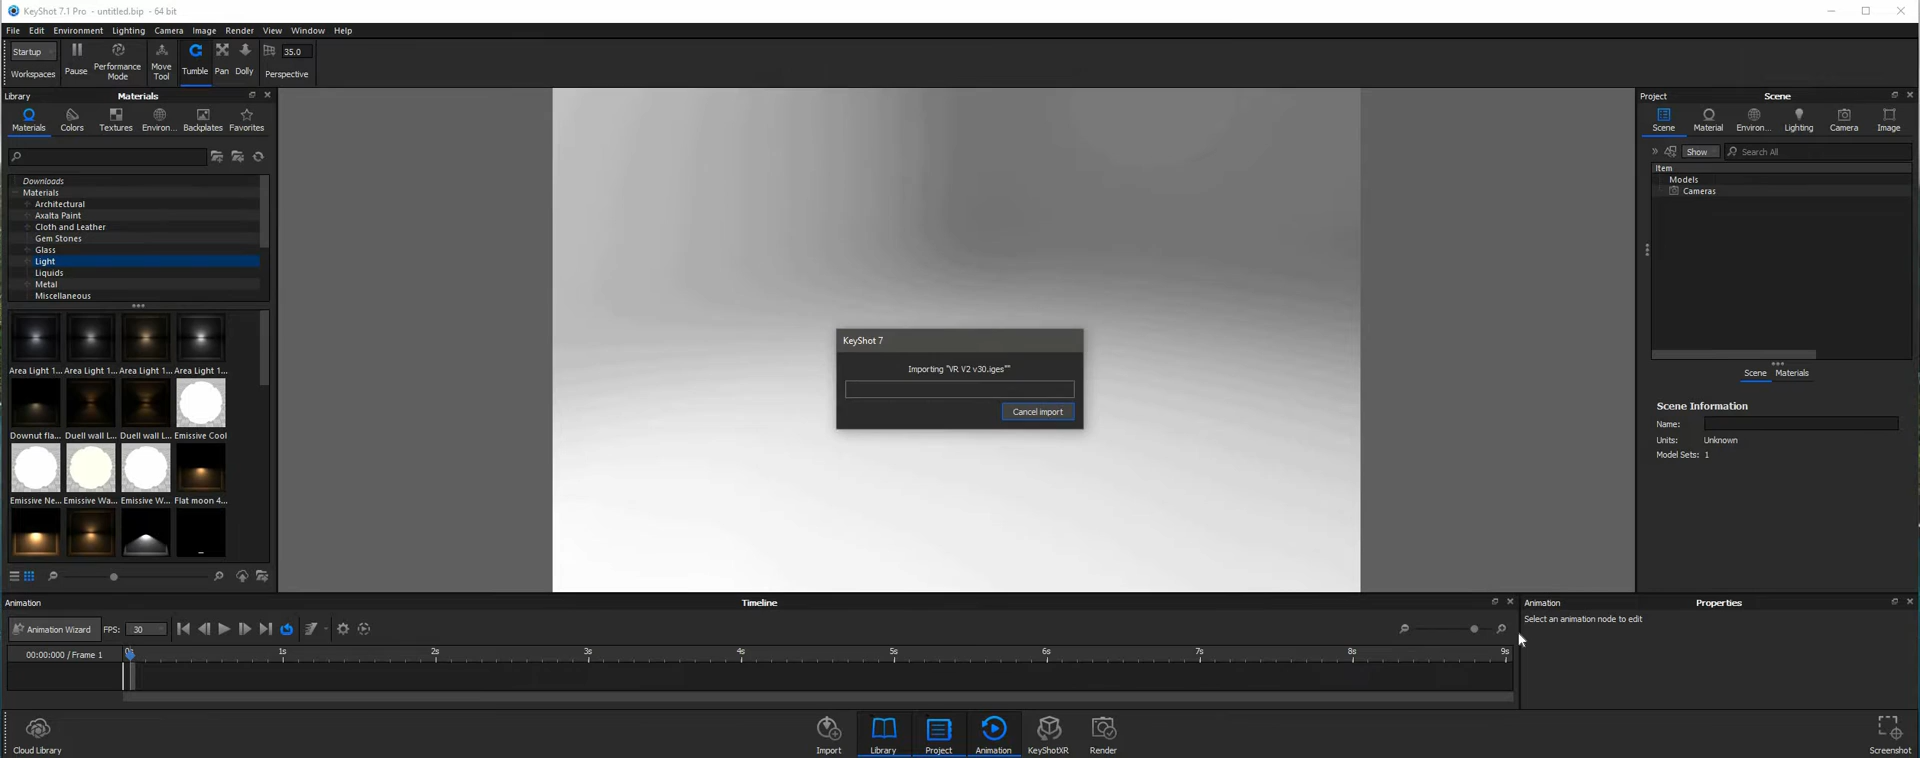 KeyShot 7.1 Pro - untitled.bip - 64 bit
File Edit Environment Lighting Camera Image Render View Window Help
Startup
35.0
Workspaces Pause Performance Mode Move Tool Tumble Pan Dolly Perspective
Library Materials
Materials Colors Textures Environ... Backplates Favorites
Downloads
Materials
Architectural
Axalta Paint
Cloth and Leather
Gem Stones
Glass
Light
Liquids
Metal
Miscellaneous
Area Light 1... Area Light 1... Area Light 1... Area Light 1...
Downut fla... Duell wall L... Duell wall L... Emissive Cool
Emissive Ne... Emissive Wa... Emissive W... Flat moon 4...
KeyShot 7
Importing "VR V2 v30.iges""
Cancel import
Project Scene
Scene Material Environ... Lighting Camera Image
Show Search All
Item
Models
Cameras
Scene Materials
Scene Information
Name:
Units: Unknown
Model Sets: 1
Animation Timeline
Animation Wizard FPS: 30
00:00:000 / Frame 1
0s 1s 2s 3s 4s 5s 6s 7s 8s 9s
Animation Properties
Select an animation node to edit
Cloud Library Import Library Project Animation KeyShotXR Render Screenshot